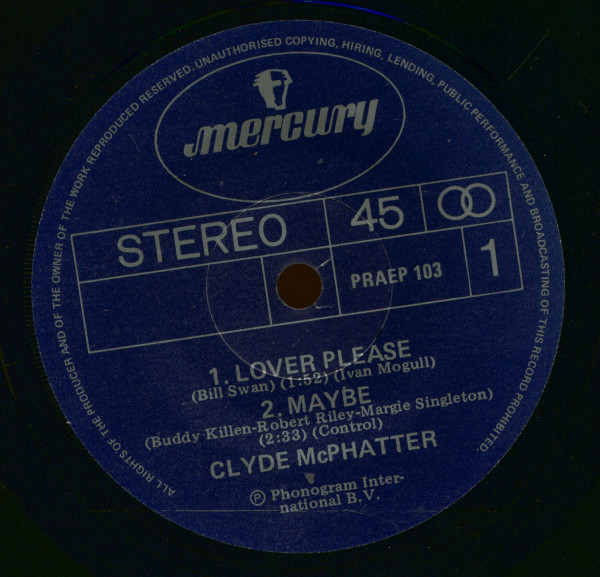 ALL RIGHTS OF THE PRODUCER AND OF THE OWNER OF THE WORK REPRODUCED RESERVED. UNAUTHORISED COPYING, HIRING, LENDING, PUBLIC PERFORMANCE AND BROADCASTING OF THIS RECORD PROHIBITED.
mercury
STEREO
45
PRAEP 103
1
1. LOVER PLEASE
(Bill Swan) (1:52) (Ivan Mogull)
2. MAYBE
(Buddy Killen-Robert Riley-Margie Singleton)
(2:33) (Control)
CLYDE McPHATTER
Ⓟ Phonogram Inter-
national B.V.